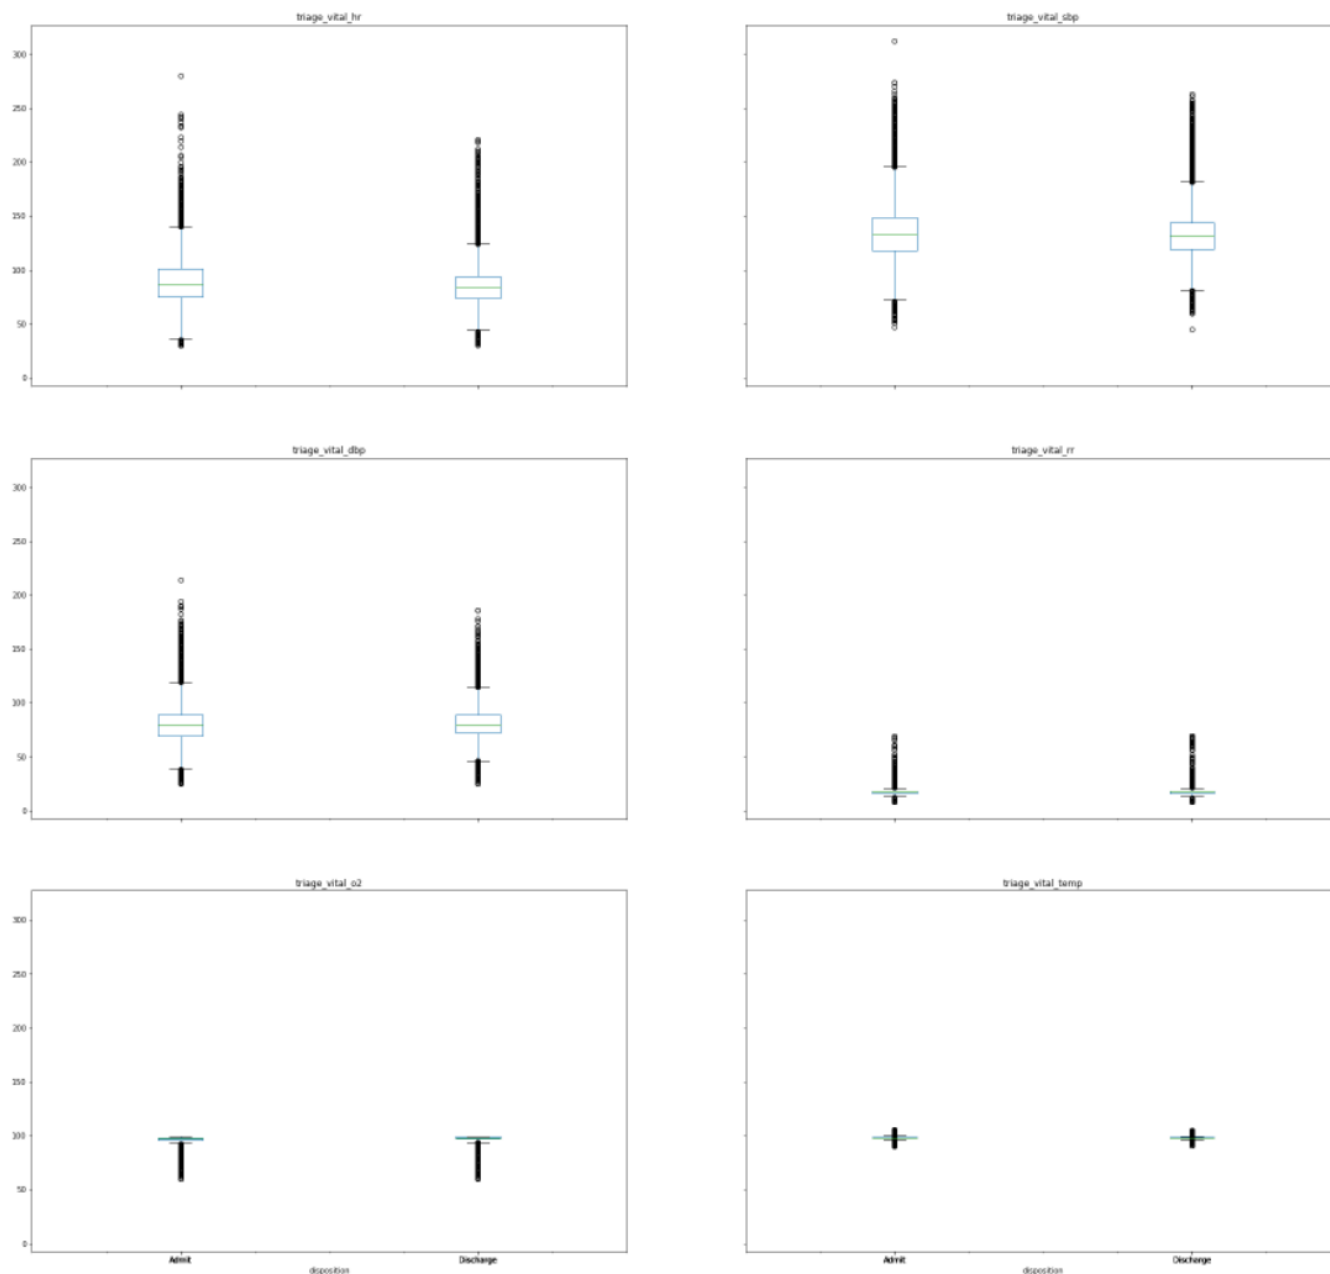 triage_vital_hr
triage_vital_sbp
300
250
200
150
100
50
0
triage_vital_dbp
triage_vital_rr
300
250
200
150
100
50
0
triage_vital_o2
triage_vital_temp
300
250
200
150
100
50
0
Admit
Discharge
Admit
Discharge
disposition
disposition